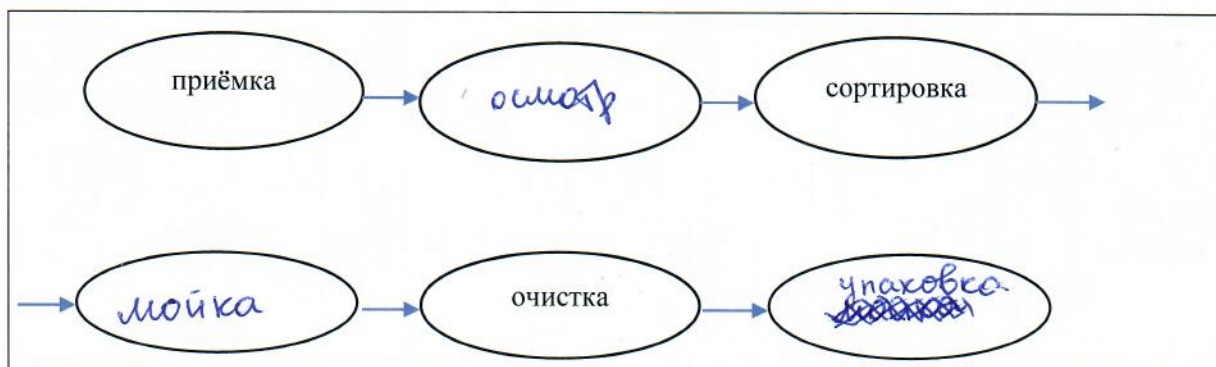 приёмка
осмотр
сортировка
мойка
очистка
упаковка